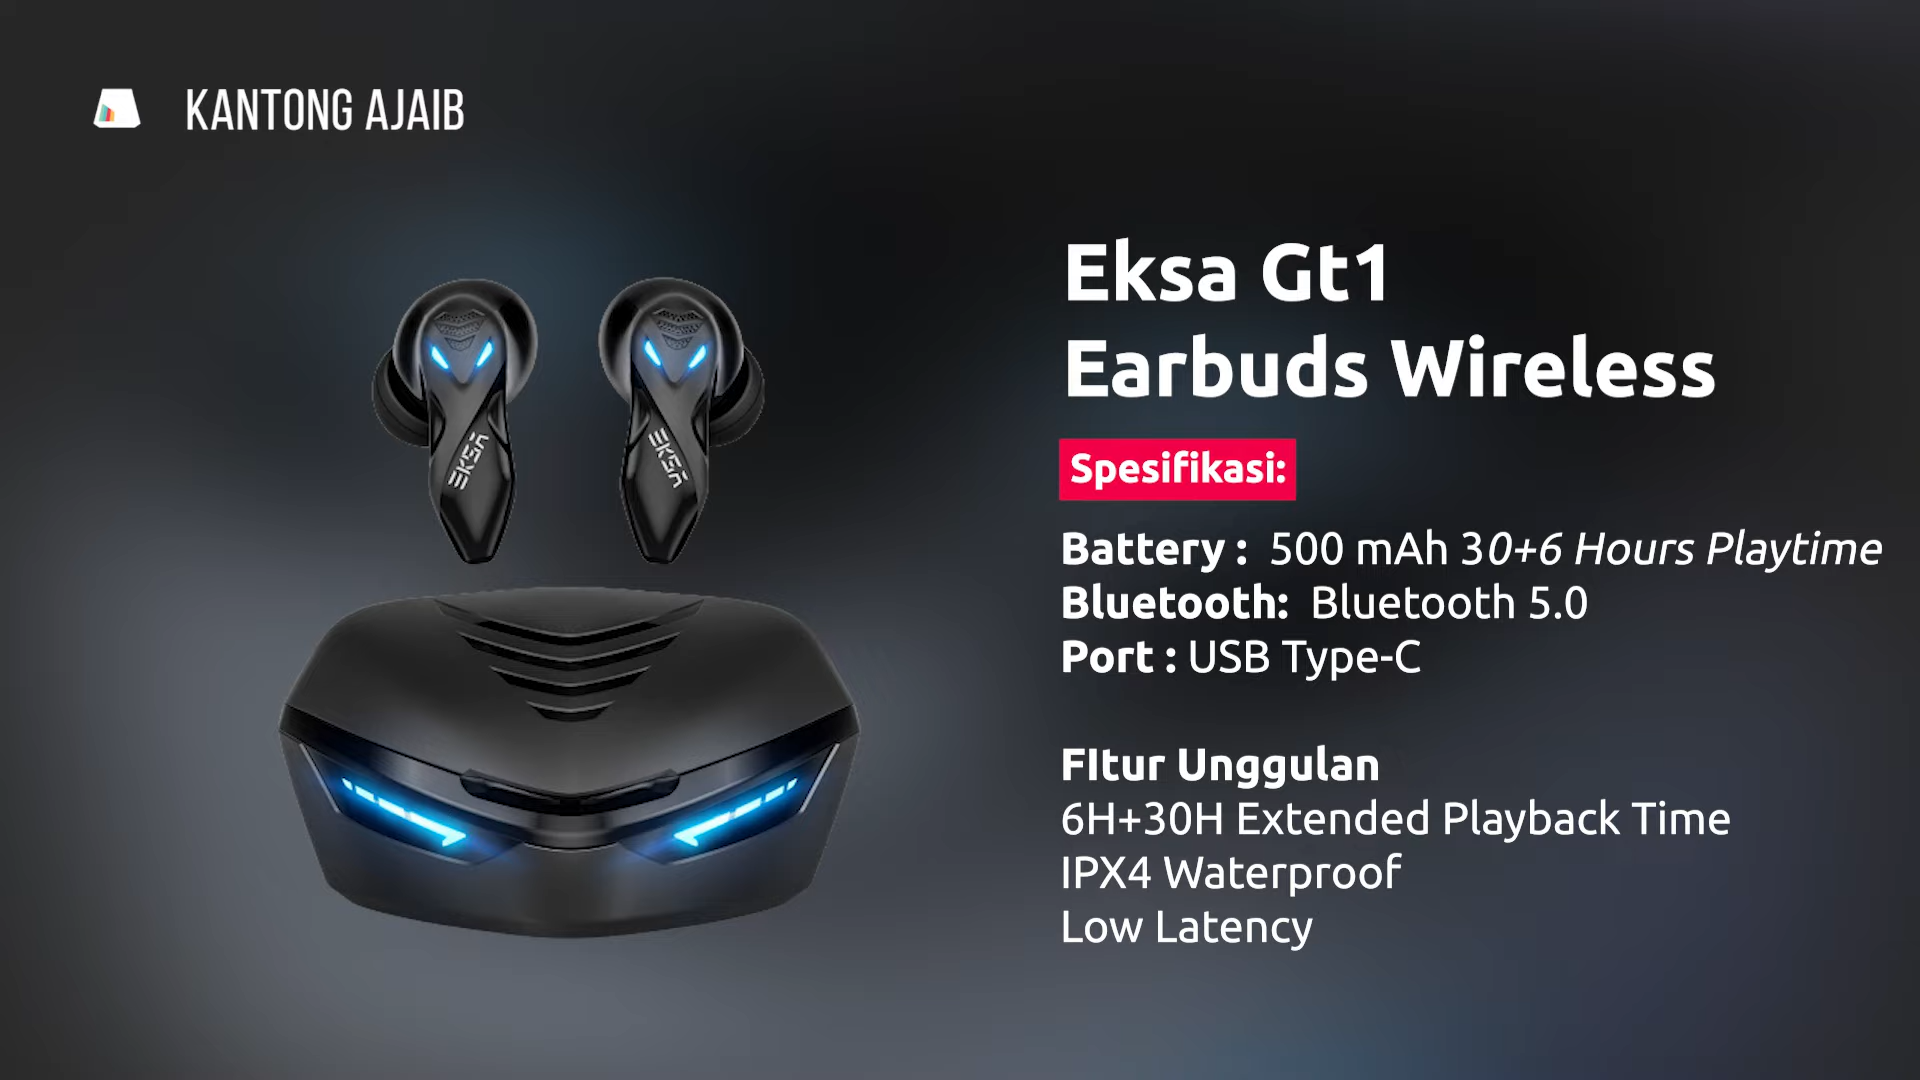 KANTONG AJAIB
Eksa Gt1
Earbuds Wireless
Spesifikasi:
Battery : 500 mAh 30+6 Hours Playtime
Bluetooth: Bluetooth 5.0
Port : USB Type-C
FItur Unggulan
6H+30H Extended Playback Time
IPX4 Waterproof
Low Latency
EKSA
EKSA